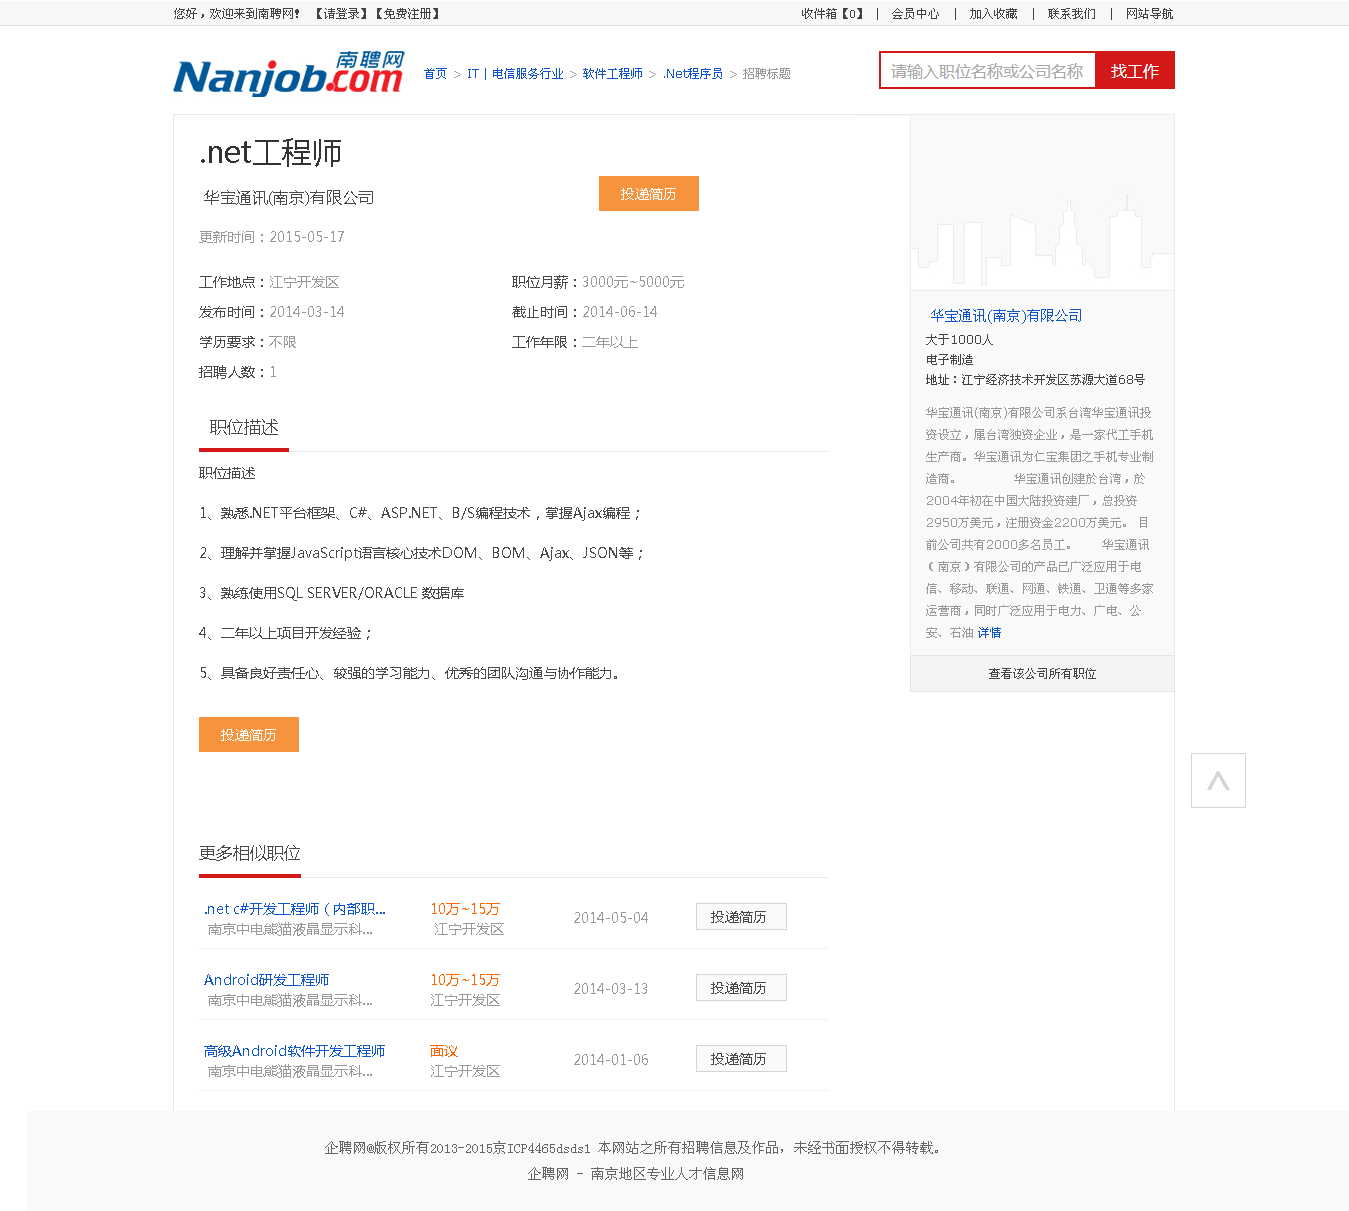 您好，欢迎来到南聘网! 【请登录】【免费注册】
收件箱【0】 | 会员中心 | 加入收藏 | 联系我们 | 网站导航
南聘网
Nanjob.com
首页 > IT | 电信服务行业 > 软件工程师 > .Net程序员 > 招聘标题
请输入职位名称或公司名称 找工作
.net工程师
华宝通讯(南京)有限公司
投递简历
更新时间：2015-05-17
工作地点：江宁开发区 职位月薪：3000元~5000元
发布时间：2014-03-14 截止时间：2014-06-14
学历要求：不限 工作年限：二年以上
招聘人数：1
职位描述
职位描述
1、熟悉.NET平台框架、C#、ASP.NET、B/S编程技术，掌握Ajax编程；
2、理解并掌握JavaScript语言核心技术DOM、BOM、Ajax、JSON等；
3、熟练使用SQL SERVER/ORACLE 数据库
4、二年以上项目开发经验；
5、具备良好责任心、较强的学习能力、优秀的团队沟通与协作能力。
投递简历
华宝通讯(南京)有限公司
大于1000人
电子制造
地址：江宁经济技术开发区苏源大道68号
华宝通讯(南京)有限公司系台湾华宝通讯投
资设立，属台湾独资企业，是一家代工手机
生产商。华宝通讯为仁宝集团之手机专业制
造商。 华宝通讯创建於台湾，於
2004年初在中国大陆投资建厂，总投资
2950万美元，注册资金2200万美元。 目
前公司共有2000多名员工。 华宝通讯
（南京）有限公司的产品已广泛应用于电
信、移动、联通、网通、铁通、卫通等多家
运营商，同时广泛应用于电力、广电、公
安、石油 详情
查看该公司所有职位
更多相似职位
.net c#开发工程师（内部职... 10万~15万 2014-05-04 投递简历
南京中电熊猫液晶显示科... 江宁开发区
Android研发工程师 10万~15万 2014-03-13 投递简历
南京中电熊猫液晶显示科... 江宁开发区
高级Android软件开发工程师 面议 2014-01-06 投递简历
南京中电熊猫液晶显示科... 江宁开发区
企聘网@版权所有2013-2015京ICP4465dsds1 本网站之所有招聘信息及作品，未经书面授权不得转载。
企聘网 - 南京地区专业人才信息网